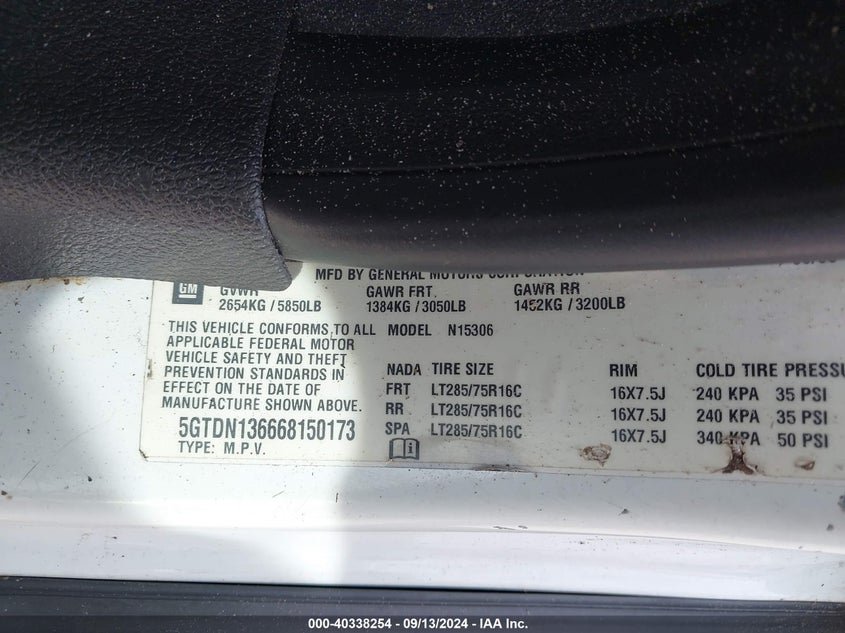 MFD BY GENERAL MOTORS CORPORATION
GM GVWR GAWR FRT. GAWR RR
2654KG / 5850LB 1384KG / 3050LB 1452KG / 3200LB
THIS VEHICLE CONFORMS TO ALL MODEL N15306
APPLICABLE FEDERAL MOTOR
VEHICLE SAFETY AND THEFT
PREVENTION STANDARDS IN
EFFECT ON THE DATE OF
MANUFACTURE SHOWN ABOVE.
5GTDN136668150173
TYPE: M.P.V.
NADA TIRE SIZE RIM COLD TIRE PRESSU
FRT LT285/75R16C 16X7.5J 240 KPA 35 PSI
RR LT285/75R16C 16X7.5J 240 KPA 35 PSI
SPA LT285/75R16C 16X7.5J 340 KPA 50 PSI
000-40338254 - 09/13/2024 - IAA Inc.